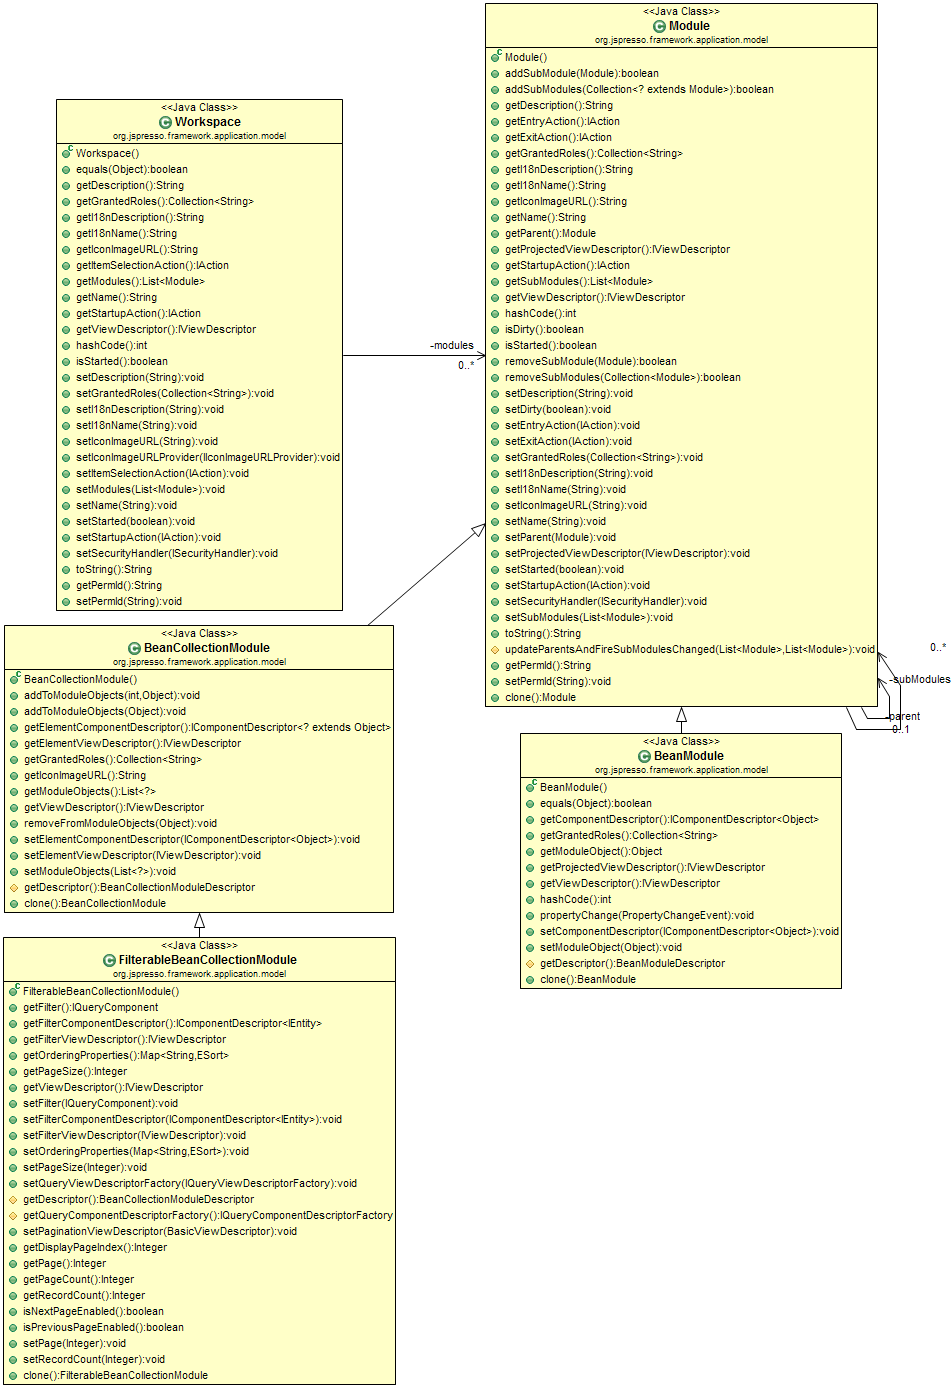 <<Java Class>>
Module
org.jspresso.framework.application.model
Module()
addSubModule(Module):boolean
addSubModules(Collection<? extends Module>):boolean
getDescription():String
getEntryAction():IAction
getExitAction():IAction
getGrantedRoles():Collection<String>
getI18nDescription():String
getI18nName():String
getIconImageURL():String
getName():String
getParent():Module
getProjectedViewDescriptor():IViewDescriptor
getStartupAction():IAction
getSubModules():List<Module>
getViewDescriptor():IViewDescriptor
hashCode():int
isDirty():boolean
isStarted():boolean
removeSubModule(Module):boolean
removeSubModules(Collection<Module>):boolean
setDescription(String):void
setDirty(boolean):void
setEntryAction(IAction):void
setExitAction(IAction):void
setGrantedRoles(Collection<String>):void
setI18nDescription(String):void
setI18nName(String):void
setIconImageURL(String):void
setName(String):void
setParent(Module):void
setProjectedViewDescriptor(IViewDescriptor):void
setStarted(boolean):void
setStartupAction(IAction):void
setSecurityHandler(ISecurityHandler):void
setSubModules(List<Module>):void
toString():String
updateParentsAndFireSubModulesChanged(List<Module>,List<Module>):void
getPermId():String
setPermId(String):void
clone():Module
<<Java Class>>
Workspace
org.jspresso.framework.application.model
Workspace()
equals(Object):boolean
getDescription():String
getGrantedRoles():Collection<String>
getI18nDescription():String
getI18nName():String
getIconImageURL():String
getItemSelectionAction():IAction
getModules():List<Module>
getName():String
getStartupAction():IAction
getViewDescriptor():IViewDescriptor
hashCode():int
isStarted():boolean
setDescription(String):void
setGrantedRoles(Collection<String>):void
setI18nDescription(String):void
setI18nName(String):void
setIconImageURL(String):void
setIconImageURLProvider(IIconImageURLProvider):void
setItemSelectionAction(IAction):void
setModules(List<Module>):void
setName(String):void
setStarted(boolean):void
setStartupAction(IAction):void
setSecurityHandler(ISecurityHandler):void
toString():String
getPermId():String
setPermId(String):void
-modules
0..*
0..*
-subModules
-parent
0..1
<<Java Class>>
BeanCollectionModule
org.jspresso.framework.application.model
BeanCollectionModule()
addToModuleObjects(int,Object):void
addToModuleObjects(Object):void
getElementComponentDescriptor():IComponentDescriptor<? extends Object>
getElementViewDescriptor():IViewDescriptor
getGrantedRoles():Collection<String>
getIconImageURL():String
getModuleObjects():List<?>
getViewDescriptor():IViewDescriptor
removeFromModuleObjects(Object):void
setElementComponentDescriptor(IComponentDescriptor<Object>):void
setElementViewDescriptor(IViewDescriptor):void
setModuleObjects(List<?>):void
getDescriptor():BeanCollectionModuleDescriptor
clone():BeanCollectionModule
<<Java Class>>
BeanModule
org.jspresso.framework.application.model
BeanModule()
equals(Object):boolean
getComponentDescriptor():IComponentDescriptor<Object>
getGrantedRoles():Collection<String>
getModuleObject():Object
getProjectedViewDescriptor():IViewDescriptor
getViewDescriptor():IViewDescriptor
hashCode():int
propertyChange(PropertyChangeEvent):void
setComponentDescriptor(IComponentDescriptor<Object>):void
setModuleObject(Object):void
getDescriptor():BeanModuleDescriptor
clone():BeanModule
<<Java Class>>
FilterableBeanCollectionModule
org.jspresso.framework.application.model
FilterableBeanCollectionModule()
getFilter():IQueryComponent
getFilterComponentDescriptor():IComponentDescriptor<IEntity>
getFilterViewDescriptor():IViewDescriptor
getOrderingProperties():Map<String,ESort>
getPageSize():Integer
getViewDescriptor():IViewDescriptor
setFilter(IQueryComponent):void
setFilterComponentDescriptor(IComponentDescriptor<IEntity>):void
setFilterViewDescriptor(IViewDescriptor):void
setOrderingProperties(Map<String,ESort>):void
setPageSize(Integer):void
setQueryViewDescriptorFactory(IQueryViewDescriptorFactory):void
getDescriptor():BeanCollectionModuleDescriptor
getQueryComponentDescriptorFactory():IQueryComponentDescriptorFactory
setPaginationViewDescriptor(BasicViewDescriptor):void
getDisplayPageIndex():Integer
getPage():Integer
getPageCount():Integer
getRecordCount():Integer
isNextPageEnabled():boolean
isPreviousPageEnabled():boolean
setPage(Integer):void
setRecordCount(Integer):void
clone():FilterableBeanCollectionModule